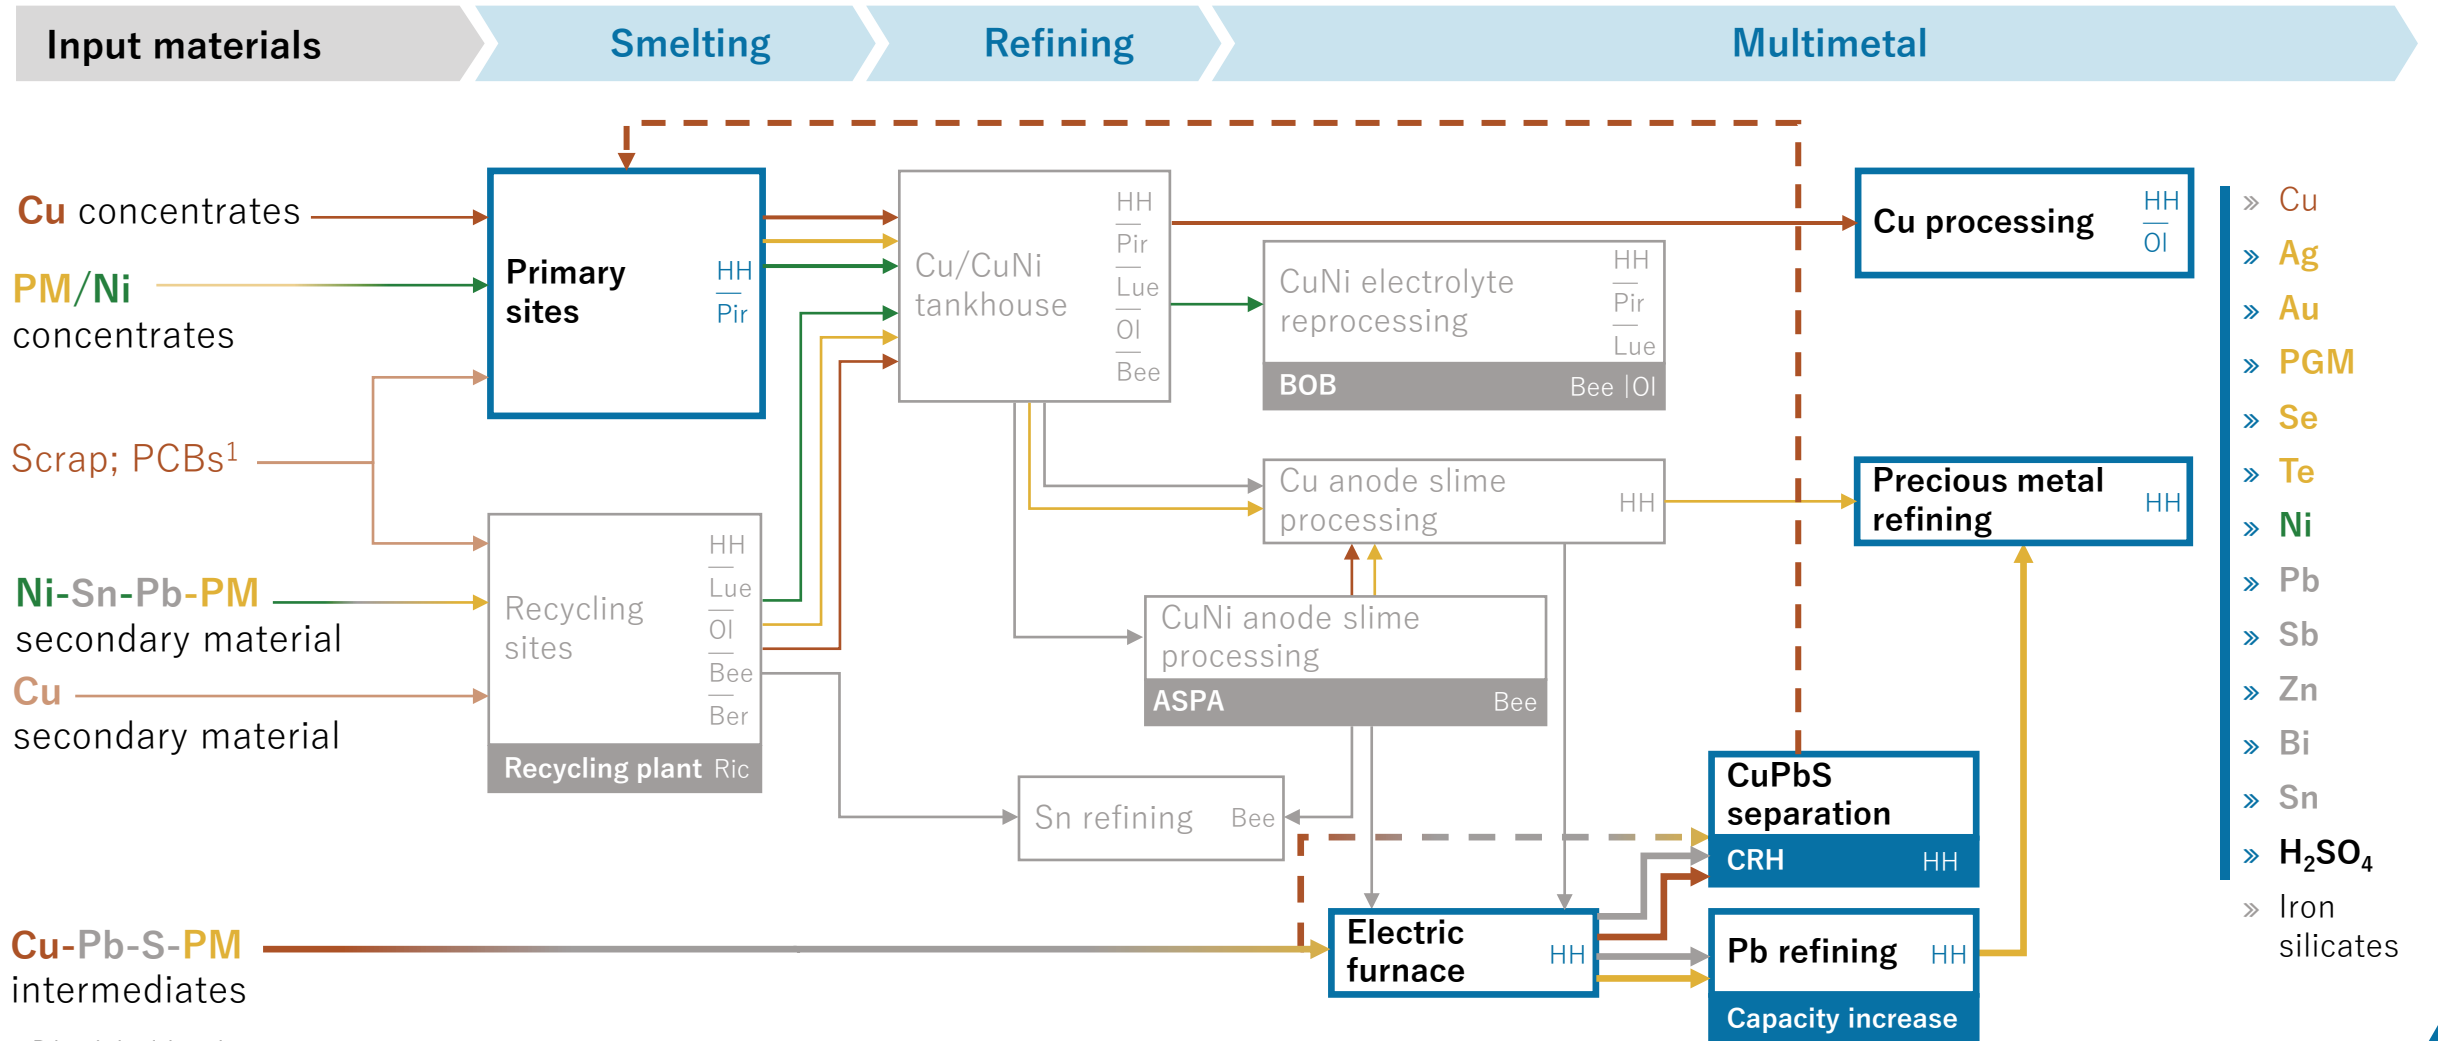 Input materials
Smelting
Refining
Multimetal
Cu concentrates
PM/Ni
concentrates
Scrap; PCBs¹
Ni-Sn-Pb-PM
secondary material
Cu
secondary material
Cu-Pb-S-PM
intermediates
Primary
sites
HH
Pir
Recycling
sites
HH
Lue
Ol
Bee
Ber
Recycling plant Ric
Cu/CuNi
tankhouse
HH
Pir
Lue
Ol
Bee
CuNi electrolyte
reprocessing
HH
Pir
Lue
BOB
Bee |Ol
Cu anode slime
processing
HH
CuNi anode slime
processing
ASPA
Bee
Sn refining
Bee
Electric
furnace
HH
CuPbS
separation
CRH
HH
Pb refining
HH
Capacity increase
Cu processing
HH
Ol
Precious metal
refining
HH
» Cu
» Ag
» Au
» PGM
» Se
» Te
» Ni
» Pb
» Sb
» Zn
» Bi
» Sn
» H₂SO₄
» Iron
silicates